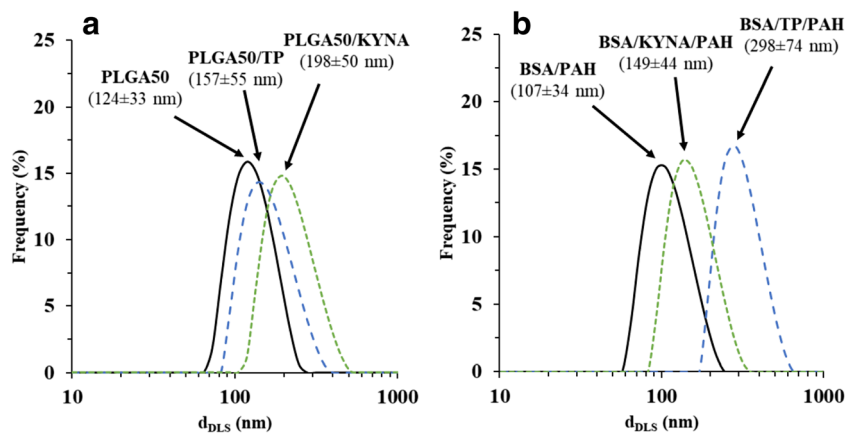 a
PLGA50
(124±33 nm)
PLGA50/TP
(157±55 nm)
PLGA50/KYNA
(198±50 nm)
25
20
15
10
5
0
Frequency (%)
10
100
1000
dDLS (nm)
b
BSA/PAH
(107±34 nm)
BSA/KYNA/PAH
(149±44 nm)
BSA/TP/PAH
(298±74 nm)
25
20
15
10
5
0
Frequency (%)
10
100
1000
dDLS (nm)